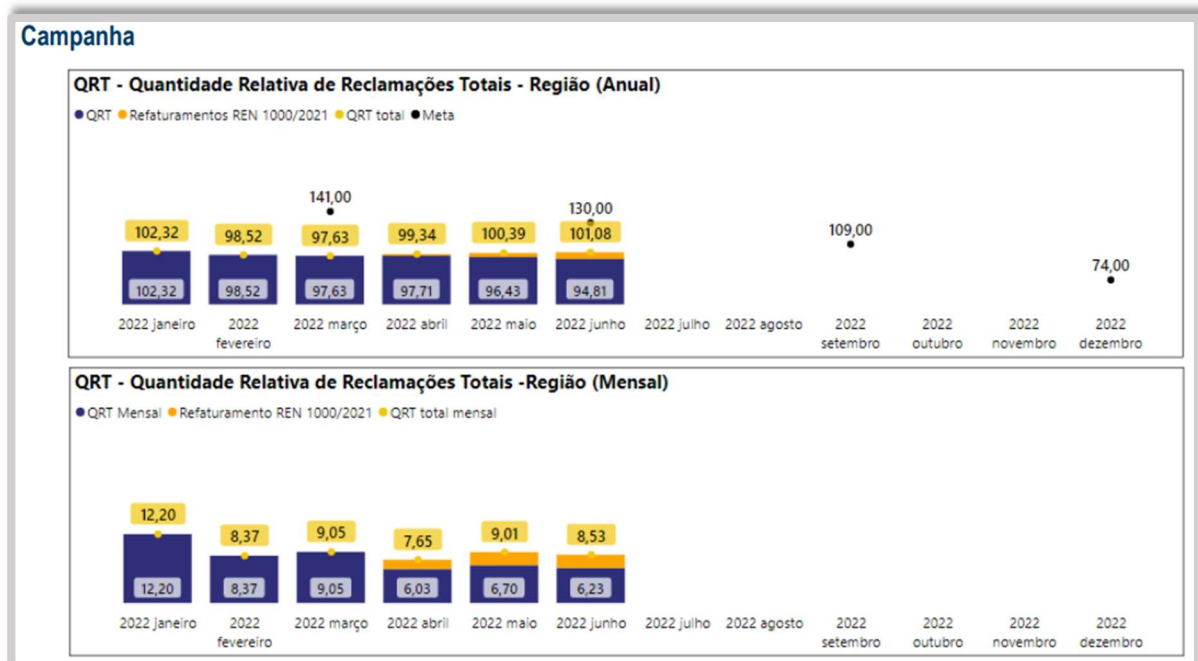 Campanha
QRT - Quantidade Relativa de Reclamações Totais - Região (Anual)
QRT Refaturamentos REN 1000/2021 QRT total Meta
141,00
130,00
109,00
74,00
102,32 98,52 97,63 99,34 100,39 101,08
102,32 98,52 97,63 97,71 96,43 94,81
2022 janeiro 2022 2022 março 2022 abril 2022 maio 2022 junho 2022 julho 2022 agosto 2022 2022 2022 2022
fevereiro setembro outubro novembro dezembro
QRT - Quantidade Relativa de Reclamações Totais -Região (Mensal)
QRT Mensal Refaturamento REN 1000/2021 QRT total mensal
12,20 8,37 9,05 7,65 9,01 8,53
12,20 8,37 9,05 6,03 6,70 6,23
2022 janeiro 2022 2022 março 2022 abril 2022 maio 2022 junho 2022 julho 2022 agosto 2022 2022 2022 2022
fevereiro setembro outubro novembro dezembro